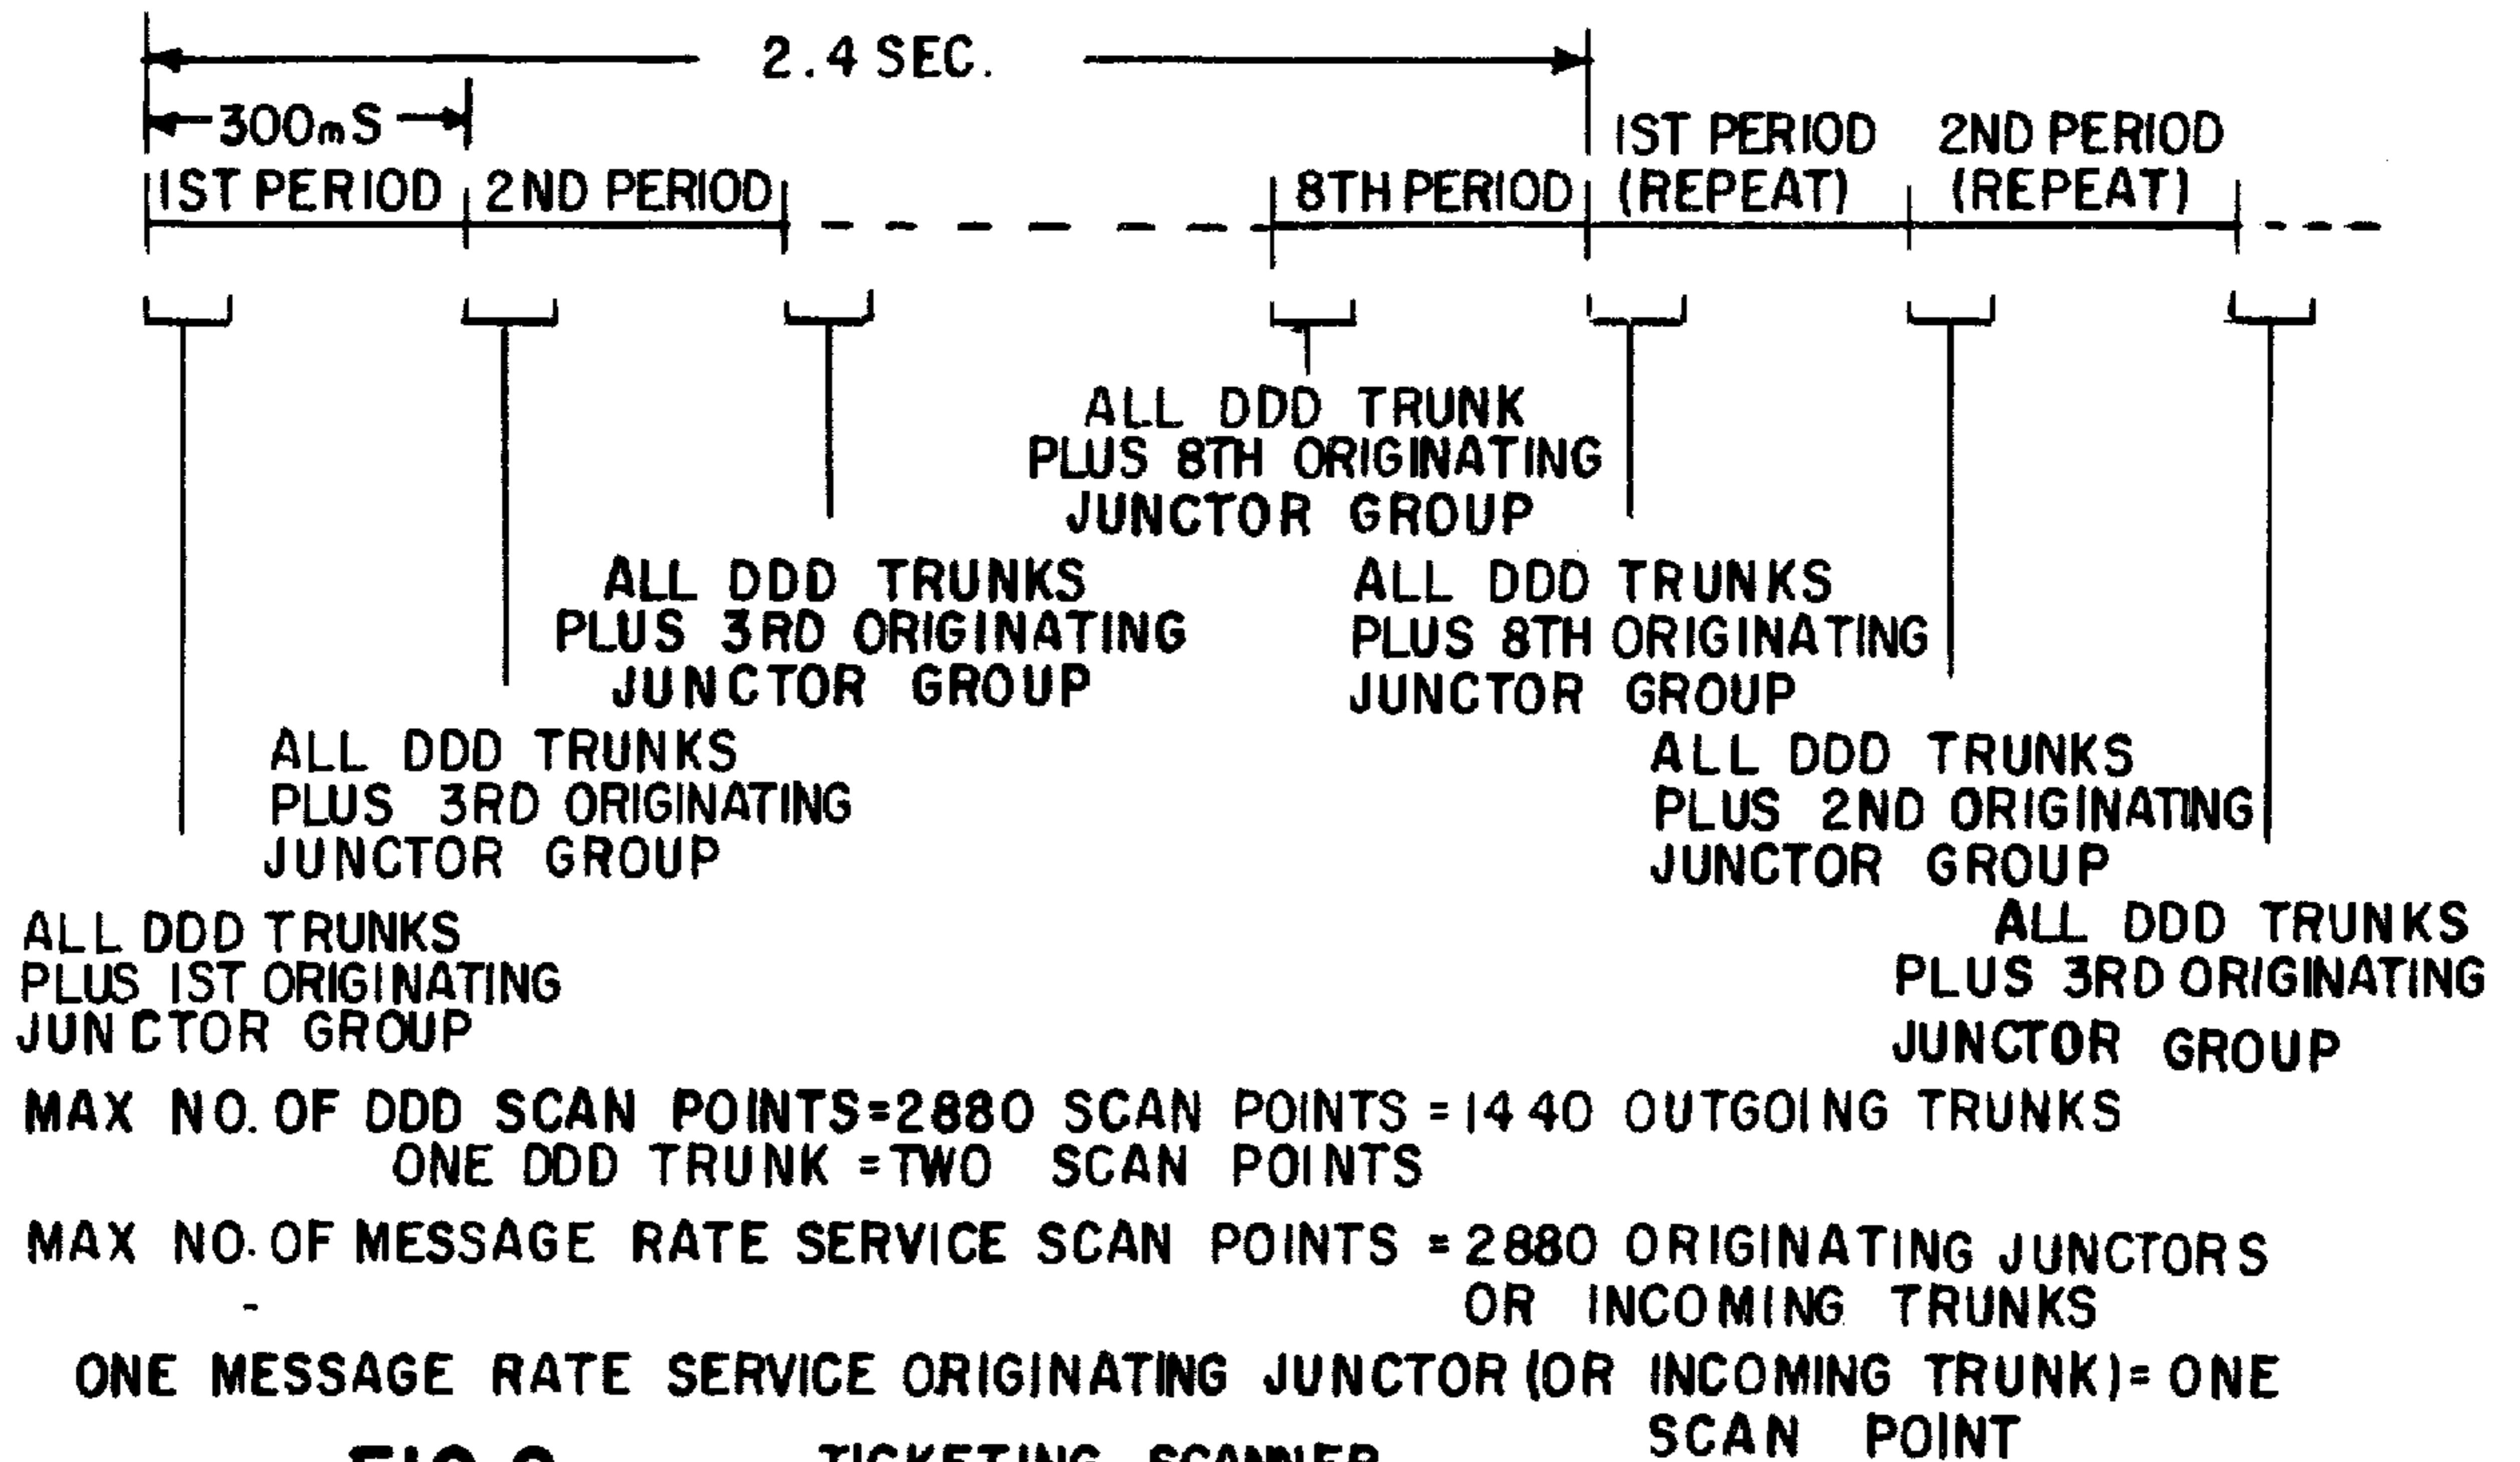 2.4 SEC.
300mS
1ST PERIOD
2ND PERIOD
8TH PERIOD
1ST PERIOD
(REPEAT)
2ND PERIOD
(REPEAT)
ALL DDD TRUNK
PLUS 8TH ORIGINATING
JUNCTOR GROUP
ALL DDD TRUNKS
PLUS 3RD ORIGINATING
JUNCTOR GROUP
ALL DDD TRUNKS
PLUS 8TH ORIGINATING
JUNCTOR GROUP
ALL DDD TRUNKS
PLUS 3RD ORIGINATING
JUNCTOR GROUP
ALL DDD TRUNKS
PLUS 2ND ORIGINATING
JUNCTOR GROUP
ALL DDD TRUNKS
PLUS 1ST ORIGINATING
JUNCTOR GROUP
ALL DDD TRUNKS
PLUS 3RD ORIGINATING
JUNCTOR GROUP
MAX NO. OF DDD SCAN POINTS=2880 SCAN POINTS =1440 OUTGOING TRUNKS
ONE DDD TRUNK =TWO SCAN POINTS
MAX NO. OF MESSAGE RATE SERVICE SCAN POINTS =2880 ORIGINATING JUNCTORS
OR INCOMING TRUNKS
ONE MESSAGE RATE SERVICE ORIGINATING JUNCTOR (OR INCOMING TRUNK)= ONE
SCAN POINT
TICKETING SCANNER